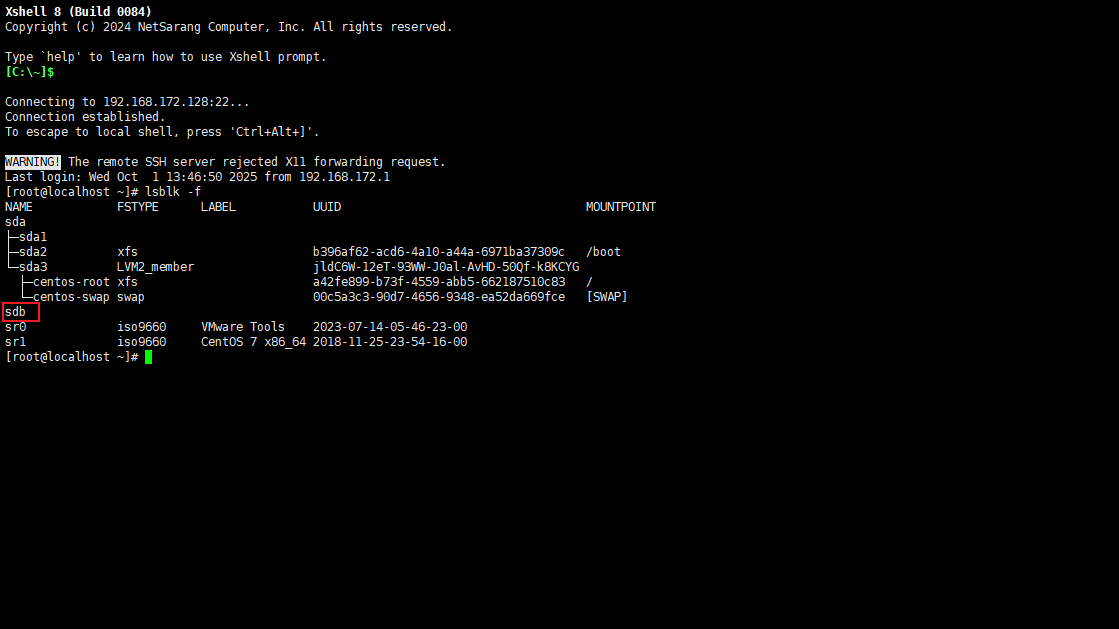 Xshell 8 (Build 0084)
Copyright (c) 2024 NetSarang Computer, Inc. All rights reserved.
Type `help' to learn how to use Xshell prompt.
[C:\~]$
Connecting to 192.168.172.128:22...
Connection established.
To escape to local shell, press 'Ctrl+Alt+]'.
WARNING! The remote SSH server rejected X11 forwarding request.
Last login: Wed Oct  1 13:46:50 2025 from 192.168.172.1
[root@localhost ~]# lsblk -f
NAME            FSTYPE      LABEL           UUID                                   MOUNTPOINT
sda
├─sda1
├─sda2          xfs                         b396af62-acd6-4a10-a44a-6971ba37309c   /boot
└─sda3          LVM2_member                 jldC6W-12eT-93WW-J0al-AvHD-50Qf-k8KCYG
  ├─centos-root xfs                         a42fe899-b73f-4559-abb5-662187510c83   /
  └─centos-swap swap                        00c5a3c3-90d7-4656-9348-ea52da669fce   [SWAP]
sdb
sr0             iso9660     VMware Tools    2023-07-14-05-46-23-00
sr1             iso9660     CentOS 7 x86_64 2018-11-25-23-54-16-00
[root@localhost ~]#